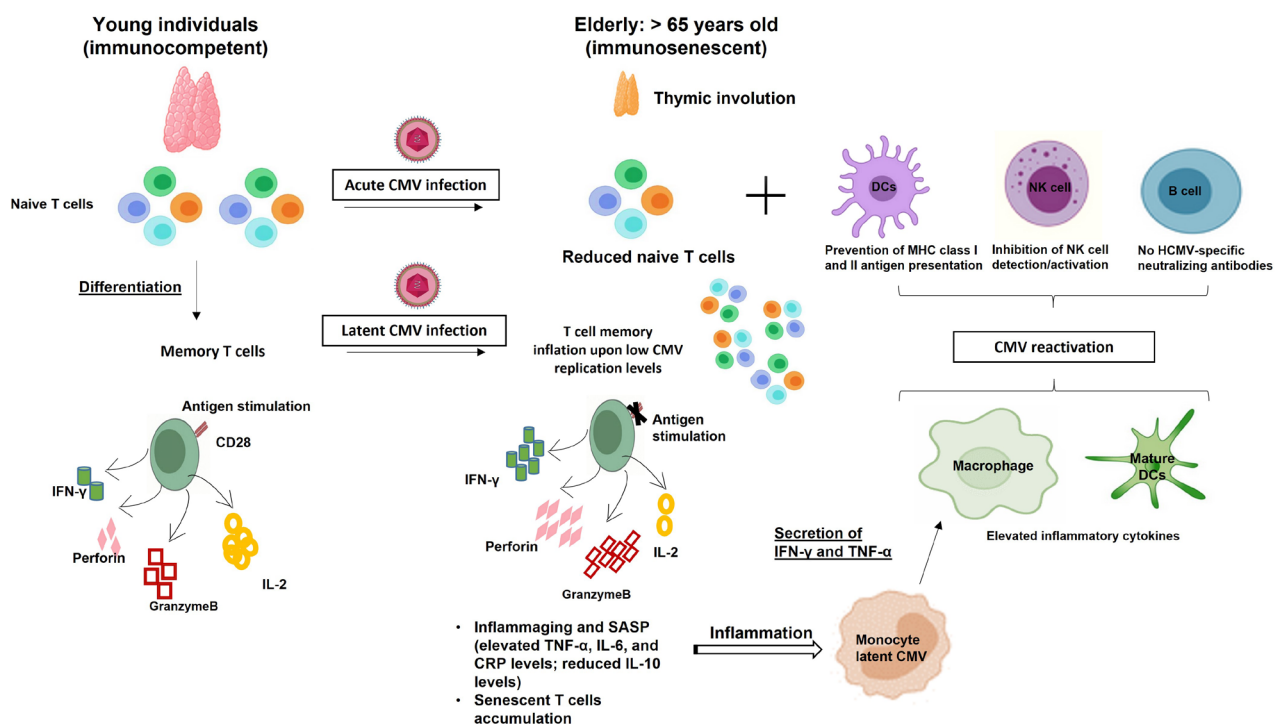 Young individuals
(immunocompetent)
Elderly: > 65 years old
(immunosenescent)
Thymic involution
Naive T cells
Acute CMV infection
DCs
NK cell
B cell
Prevention of MHC class I
and II antigen presentation
Inhibition of NK cell
detection/activation
No HCMV-specific
neutralizing antibodies
Reduced naive T cells
Differentiation
Latent CMV infection
Memory T cells
T cell memory
inflation upon low CMV
replication levels
CMV reactivation
Antigen stimulation
CD28
IFN-γ
Perforin
GranzymeB
IL-2
Antigen
stimulation
IFN-γ
Perforin
GranzymeB
IL-2
Macrophage
Mature
DCs
Elevated inflammatory cytokines
Secretion of
IFN-γ and TNF-α
• Inflammaging and SASP
(elevated TNF-α, IL-6, and
CRP levels; reduced IL-10
levels)
• Senescent T cells
accumulation
Inflammation
Monocyte
latent CMV